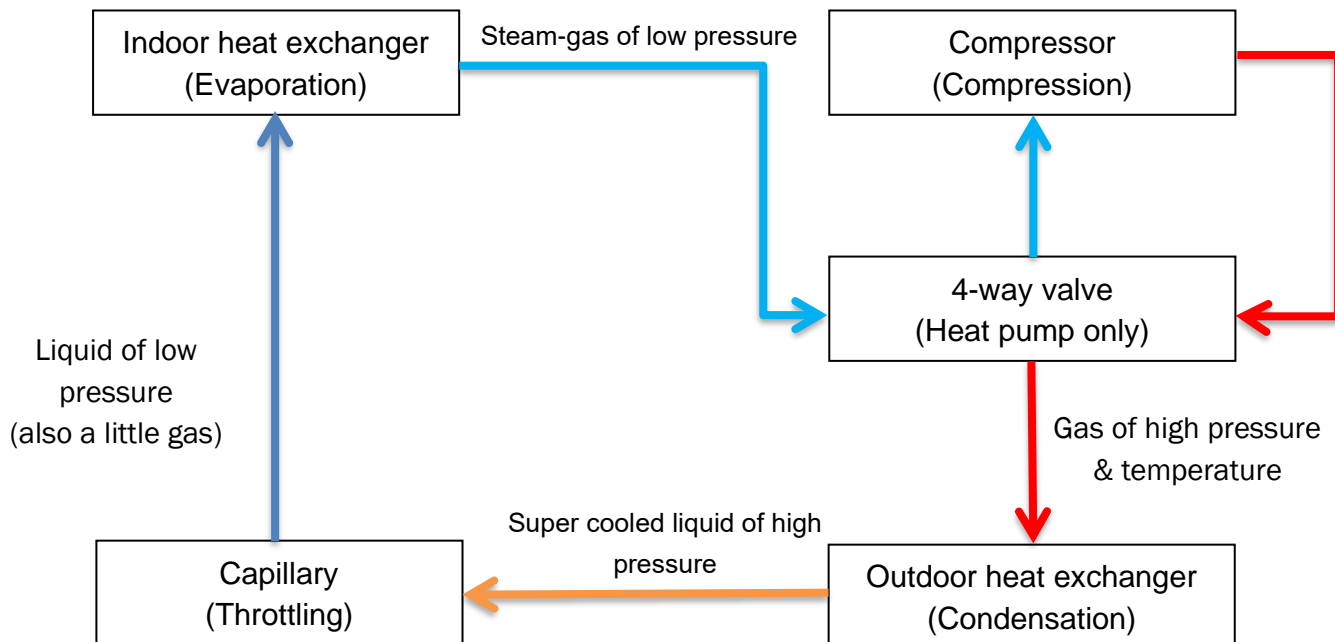 Indoor heat exchanger
(Evaporation)
Steam-gas of low pressure
Compressor
(Compression)
4-way valve
(Heat pump only)
Liquid of low
pressure
(also a little gas)
Gas of high pressure
& temperature
Super cooled liquid of high
pressure
Capillary
(Throttling)
Outdoor heat exchanger
(Condensation)